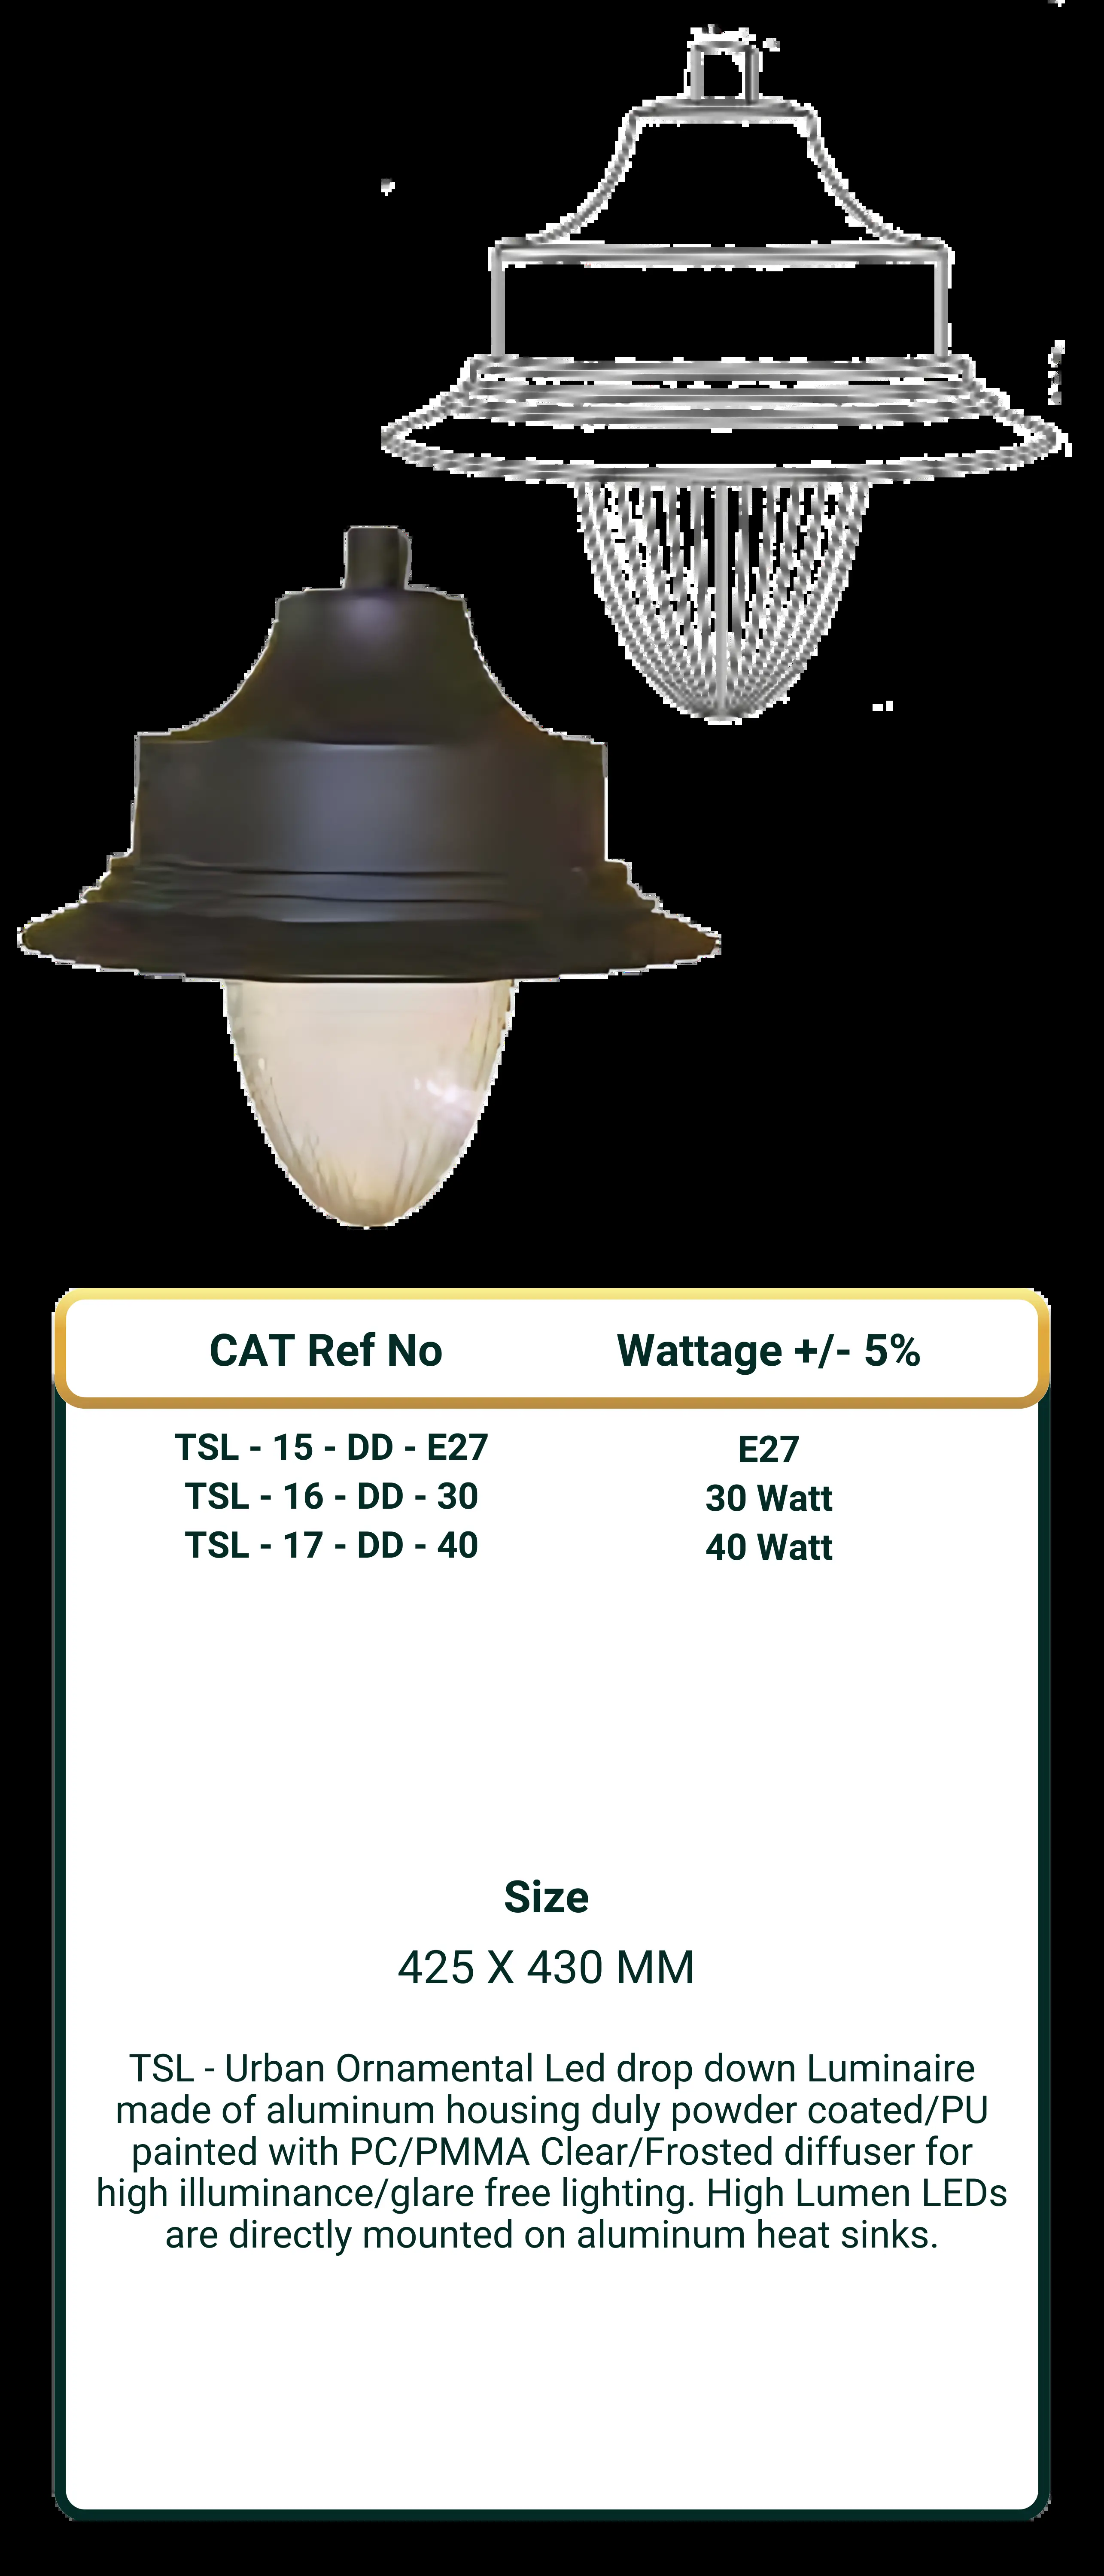 CAT Ref No Wattage +/- 5%
TSL - 15 - DD - E27 E27
TSL - 16 - DD - 30 30 Watt
TSL - 17 - DD - 40 40 Watt
Size
425 X 430 MM
TSL - Urban Ornamental Led drop down Luminaire
made of aluminum housing duly powder coated/PU
painted with PC/PMMA Clear/Frosted diffuser for
high illuminance/glare free lighting. High Lumen LEDs
are directly mounted on aluminum heat sinks.